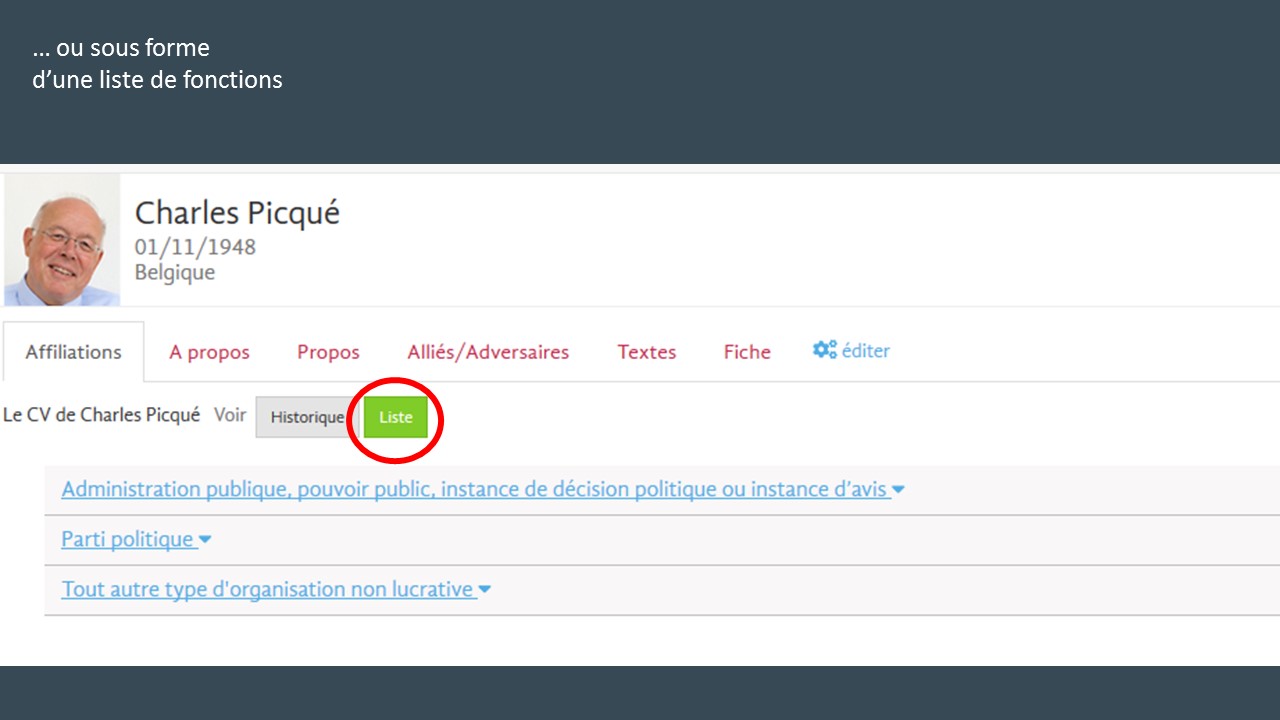 … ou sous forme
d’une liste de fonctions
Charles Picqué
01/11/1948
Belgique
Affiliations A propos Propos Alliés/Adversaires Textes Fiche éditer
Le CV de Charles Picqué Voir Historique Liste
Administration publique, pouvoir public, instance de décision politique ou instance d’avis
Parti politique
Tout autre type d'organisation non lucrative